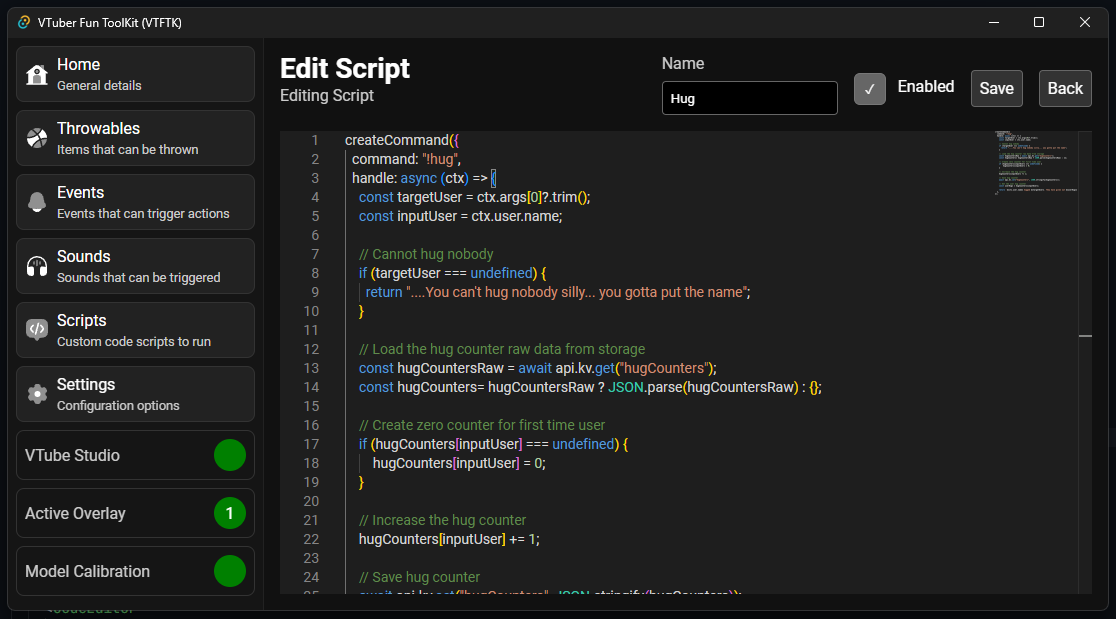 VTuber Fun ToolKit (VTFTK)
Home
General details
Throwables
Items that can be thrown
Events
Events that can trigger actions
Sounds
Sounds that can be triggered
Scripts
Custom code scripts to run
Settings
Configuration options
VTube Studio
Active Overlay 1
Model Calibration
Edit Script
Editing Script
Name
Hug
✓ Enabled
Save
Back
1 createCommand({
2 command: "!hug",
3 handle: async (ctx) => {
4 const targetUser = ctx.args[0]?.trim();
5 const inputUser = ctx.user.name;
6
7 // Cannot hug nobody
8 if (targetUser === undefined) {
9 return "....You can't hug nobody silly... you gotta put the name";
10 }
11
12 // Load the hug counter raw data from storage
13 const hugCountersRaw = await api.kv.get("hugCounters");
14 const hugCounters= hugCountersRaw ? JSON.parse(hugCountersRaw) : {};
15
16 // Create zero counter for first time user
17 if (hugCounters[inputUser] === undefined) {
18 hugCounters[inputUser] = 0;
19 }
20
21 // Increase the hug counter
22 hugCounters[inputUser] += 1;
23
24 // Save hug counter
25 await api.kv.set("hugCounters", JSON.stringify(hugCounters));